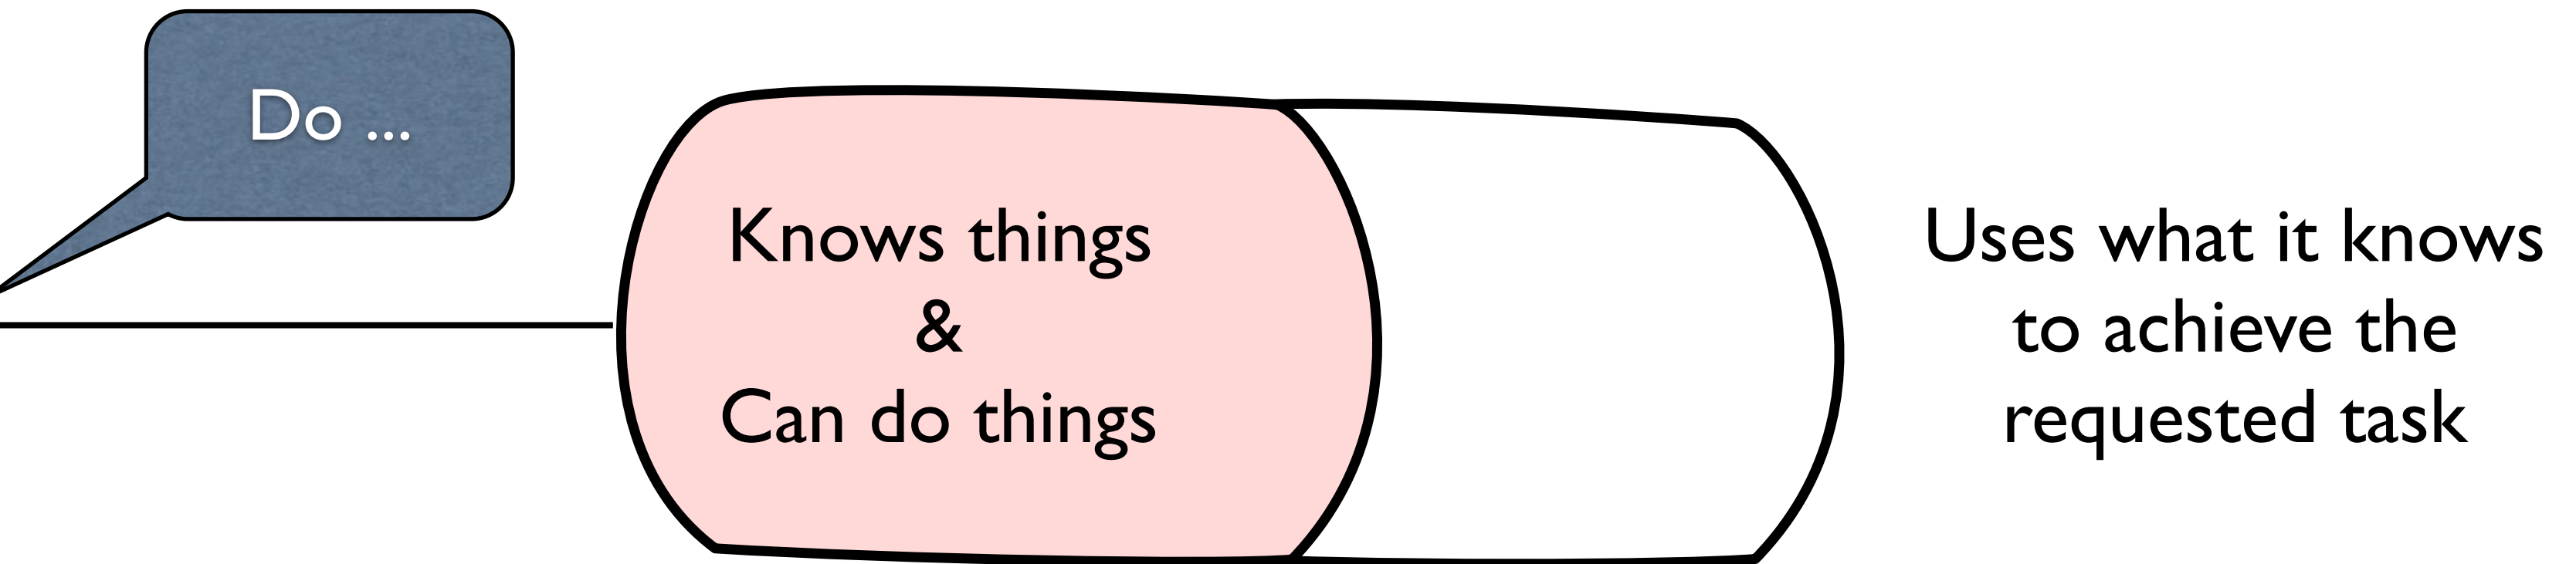 Do ...
Knows things
&
Can do things
Uses what it knows
to achieve the
requested task